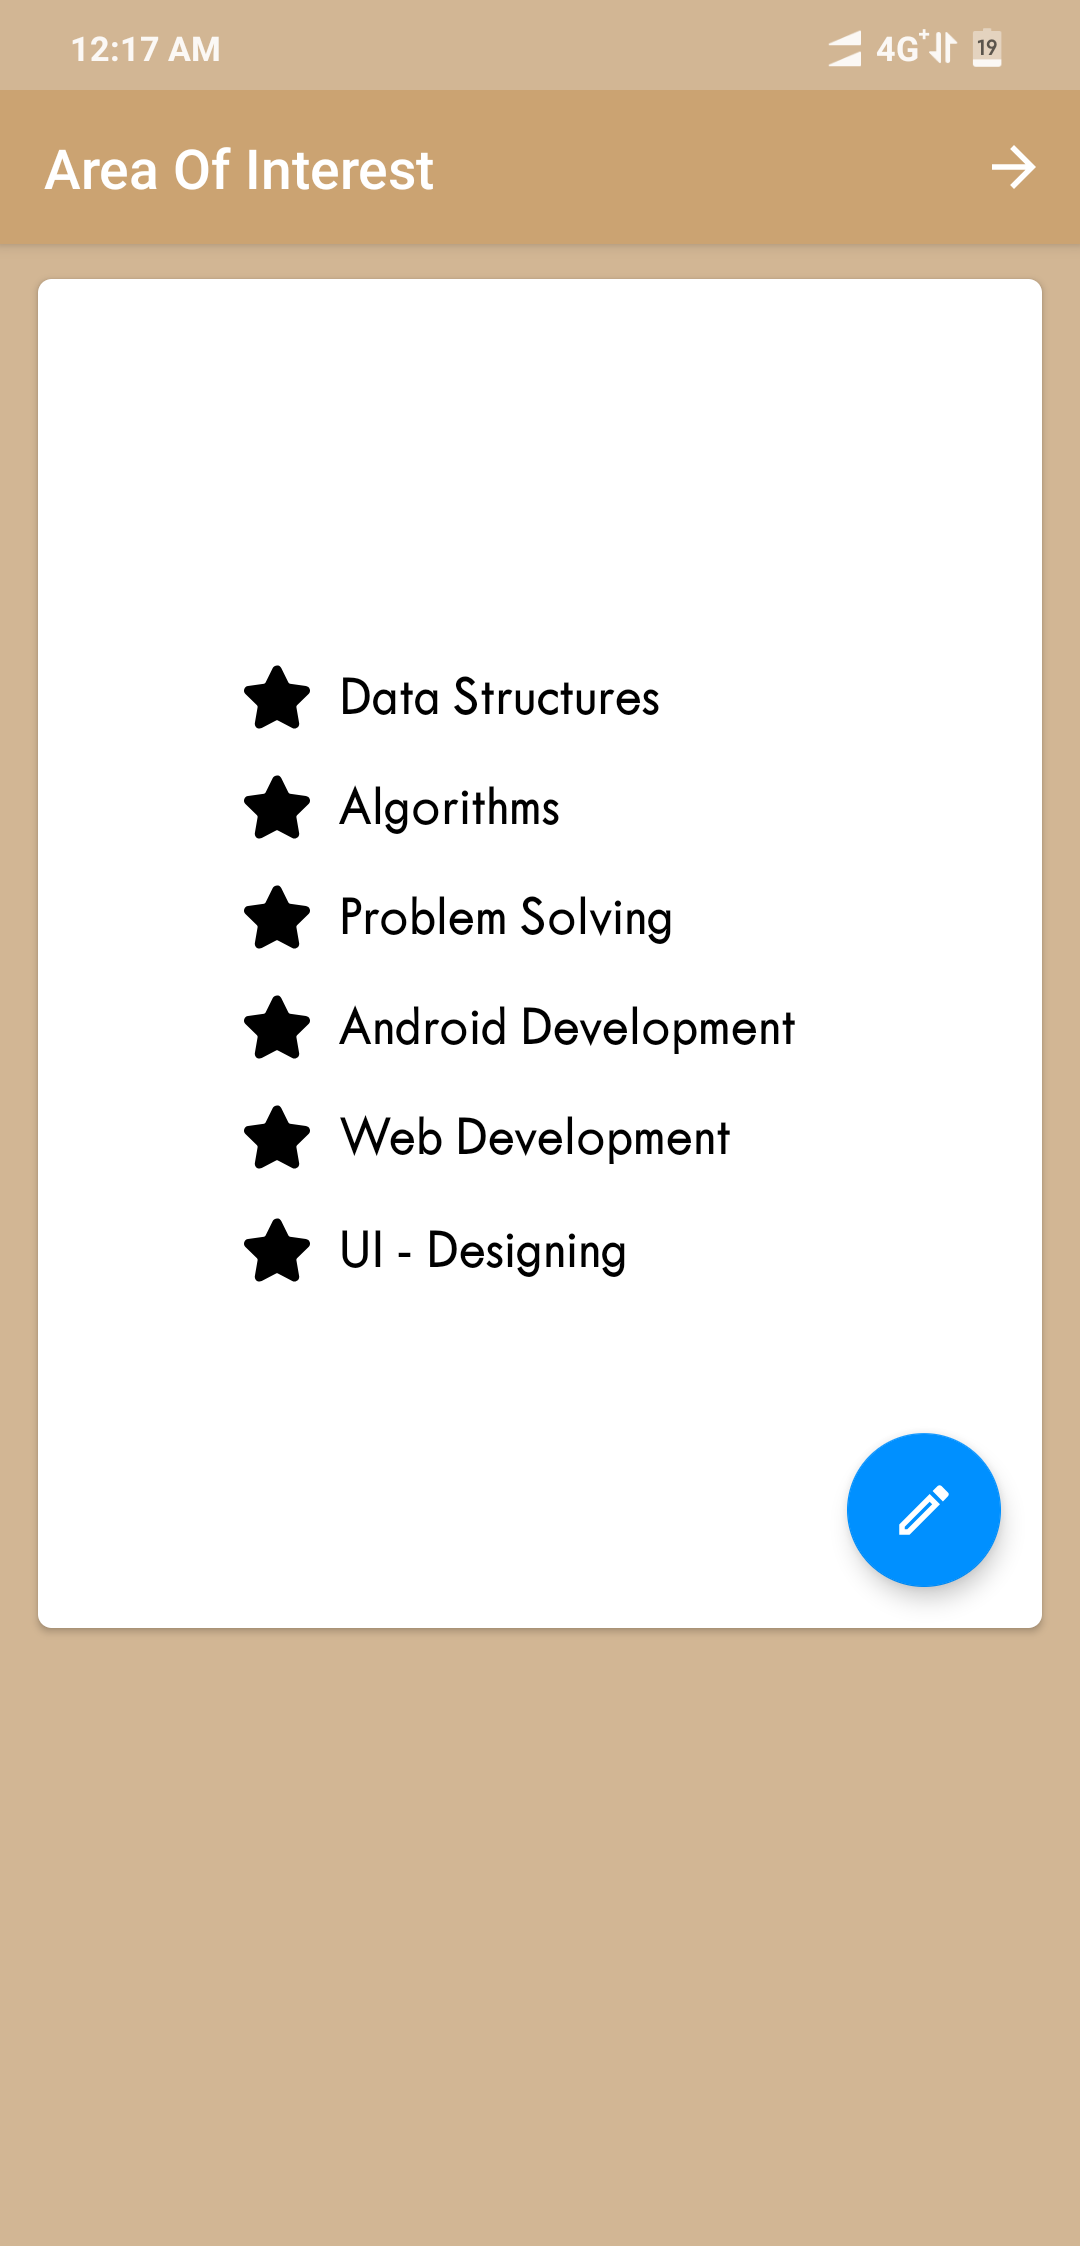 12:17 AM 4G+ 19
Area Of Interest
Data Structures
Algorithms
Problem Solving
Android Development
Web Development
UI - Designing